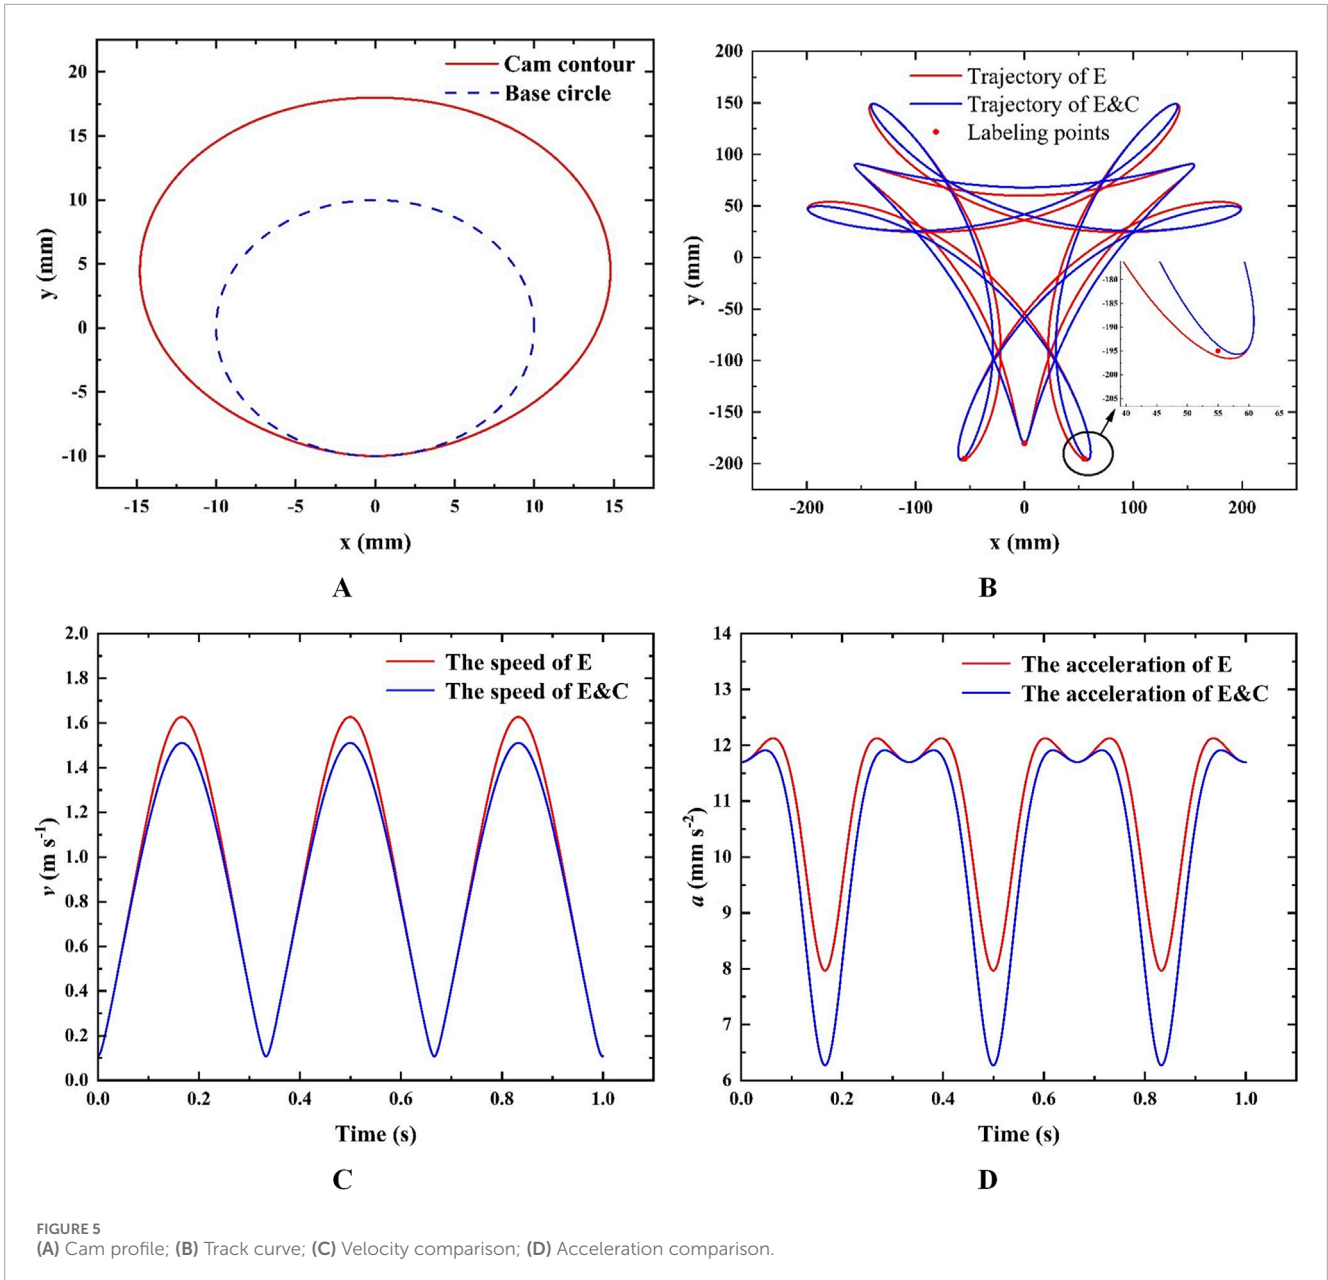 Cam contour
Base circle
20
15
10
5
0
-5
-10
y (mm)
-15 -10 -5 0 5 10 15
x (mm)
A
Trajectory of E
Trajectory of E&C
Labeling points
200
150
100
50
0
-50
-100
-150
-200
y (mm)
-180
-185
-190
-195
-200
-205
40 45 50 55 60 65
-200 -100 0 100 200
x (mm)
B
The speed of E
The speed of E&C
2.0
1.8
1.6
1.4
1.2
1.0
0.8
0.6
0.4
0.2
0.0
v (m s-1)
0.0 0.2 0.4 0.6 0.8 1.0
Time (s)
C
The acceleration of E
The acceleration of E&C
14
13
12
11
10
9
8
7
6
a (mm s-2)
0.0 0.2 0.4 0.6 0.8 1.0
Time (s)
D
FIGURE 5
(A) Cam profile; (B) Track curve; (C) Velocity comparison; (D) Acceleration comparison.